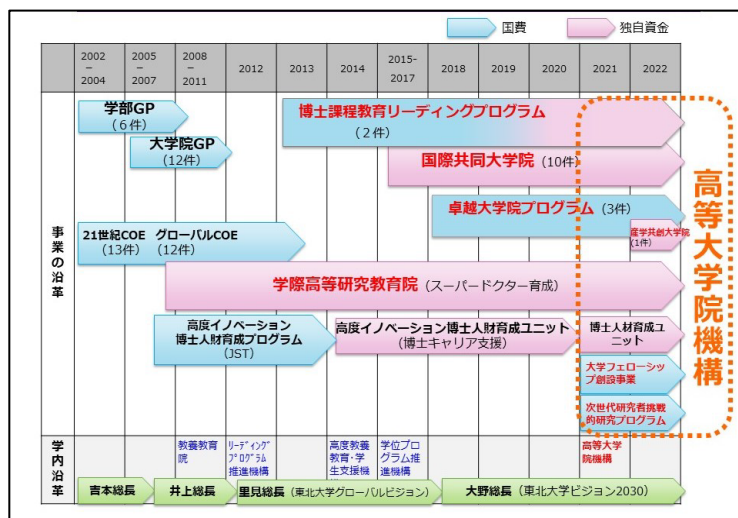 国費
独自資金
2002
－
2004
2005
－
2007
2008
－
2011
2012
2013
2014
2015-
2017
2018
2019
2020
2021
2022
事業の沿革
学部GP
(6件)
大学院GP
(12件)
博士課程教育リーディングプログラム
(2件)
国際共同大学院 (10件)
卓越大学院プログラム (3件)
産学共創大学院
(1件)
21世紀COE グローバルCOE
(13件) (12件)
学際高等研究教育院 (スーパードクター育成)
高度イノベーション
博士人財育成プログラム
(JST)
高度イノベーション博士人財育成ユニット
(博士キャリア支援)
博士人材育成ユ
ニット
大学フェローシッ
プ創設事業
次世代研究者挑戦
的研究プログラム
高等大学院機構
学内沿革
教養教育
院
リーディング
プログラム
推進機構
高度教養
教育・学
生支援機
学位プロ
グラム推
進機構
高等大学
院機構
吉本総長
井上総長
里見総長 (東北大学グローバルビジョン)
大野総長 (東北大学ビジョン2030)